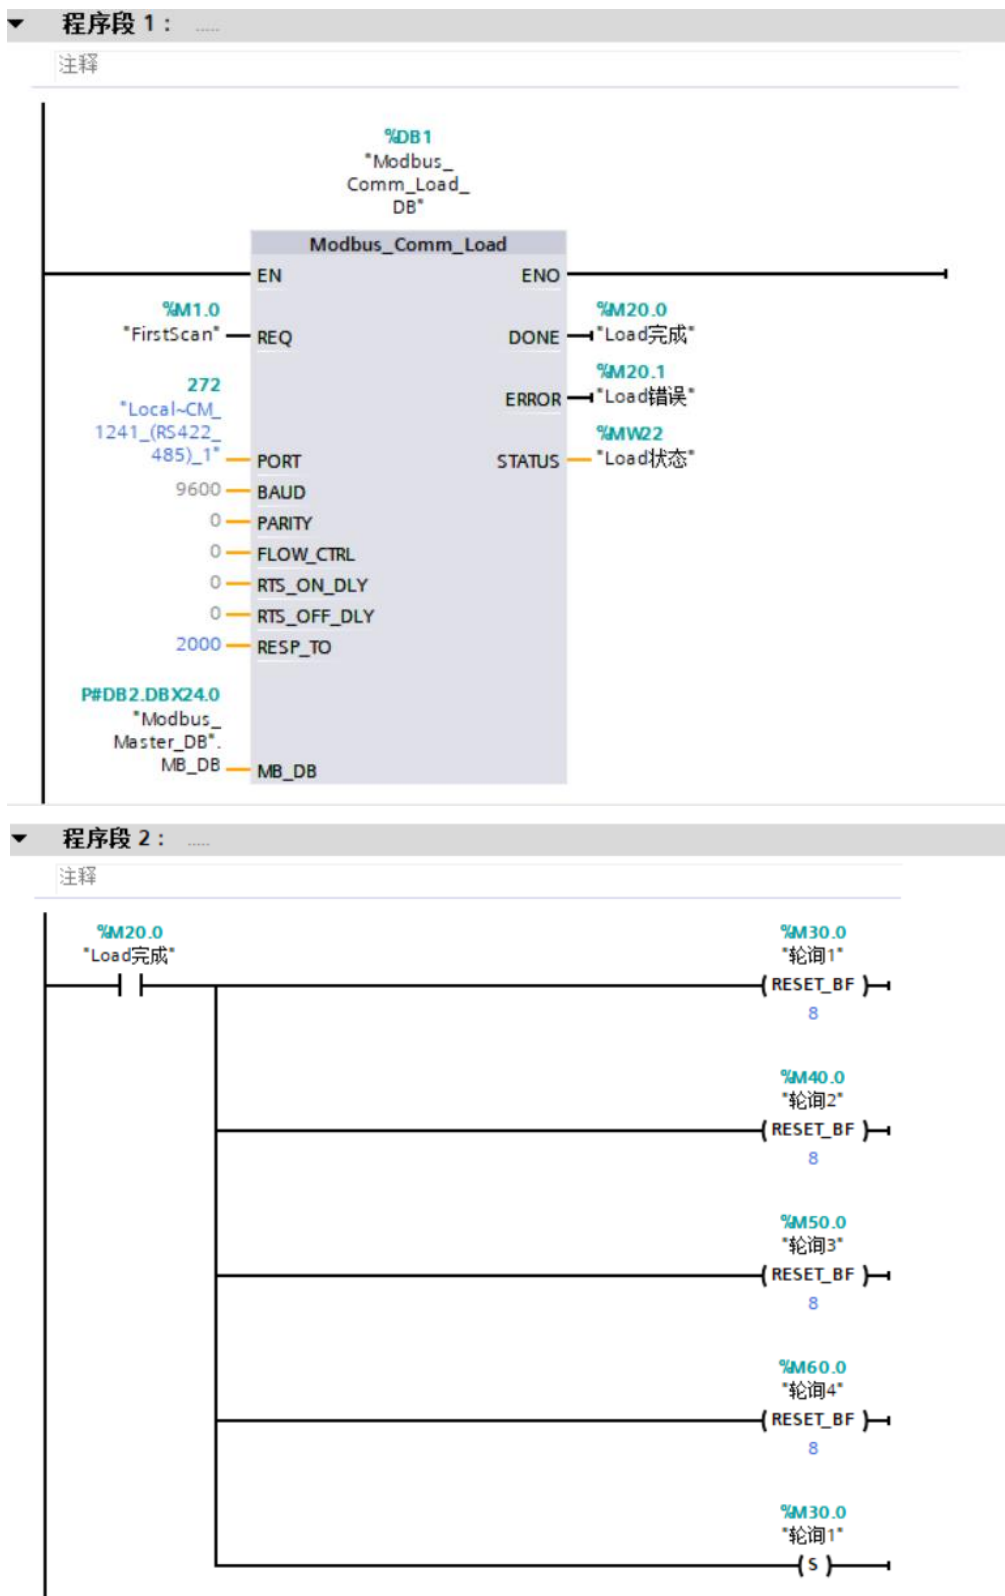 程序段 1： .....
注释
%DB1
"Modbus_
Comm_Load_
DB"
Modbus_Comm_Load
EN ENO
%M1.0
"FirstScan" REQ
%M20.0
DONE "Load完成"
%M20.1
ERROR "Load错误"
272
"Local~CM_
1241_(RS422_
485)_1" PORT
%MW22
STATUS "Load状态"
9600 BAUD
0 PARITY
0 FLOW_CTRL
0 RTS_ON_DLY
0 RTS_OFF_DLY
2000 RESP_TO
P#DB2.DBX24.0
"Modbus_
Master_DB".
MB_DB MB_DB
程序段 2： .....
注释
%M20.0
"Load完成"
%M30.0
"轮询1"
RESET_BF
8
%M40.0
"轮询2"
RESET_BF
8
%M50.0
"轮询3"
RESET_BF
8
%M60.0
"轮询4"
RESET_BF
8
%M30.0
"轮询1"
S